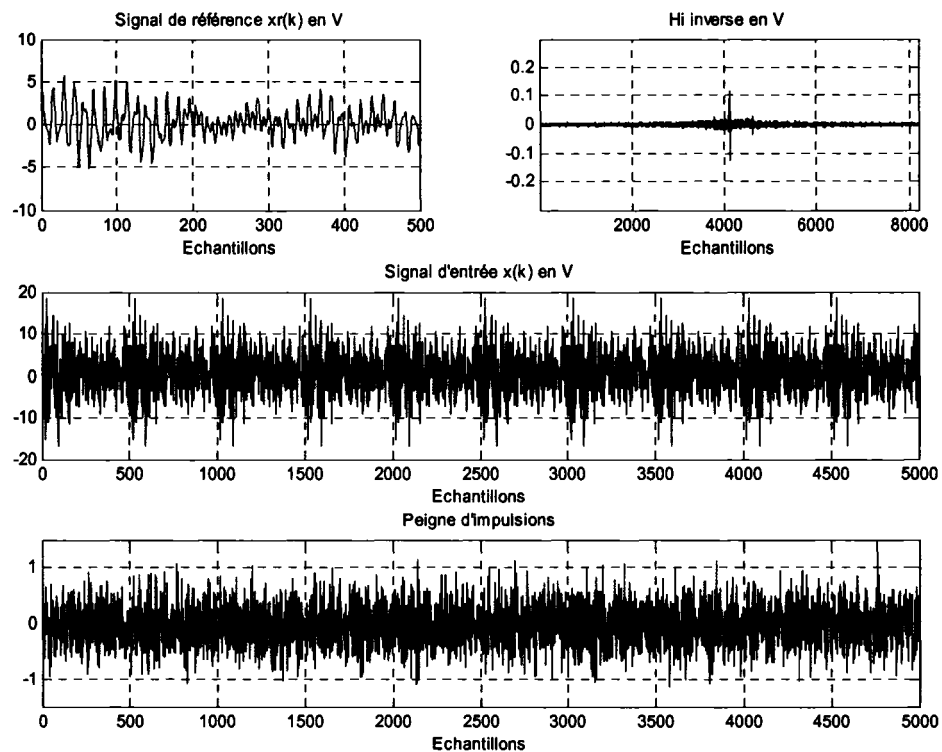 Signal de référence xr(k) en V
10
5
0
-5
-10
0 100 200 300 400 500
Echantillons
Hi inverse en V
0.2
0.1
0
-0.1
-0.2
2000 4000 6000 8000
Echantillons
Signal d'entrée x(k) en V
20
10
0
-10
-20
0 500 1000 1500 2000 2500 3000 3500 4000 4500 5000
Echantillons
Peigne d'impulsions
1
0
-1
0 500 1000 1500 2000 2500 3000 3500 4000 4500 5000
Echantillons